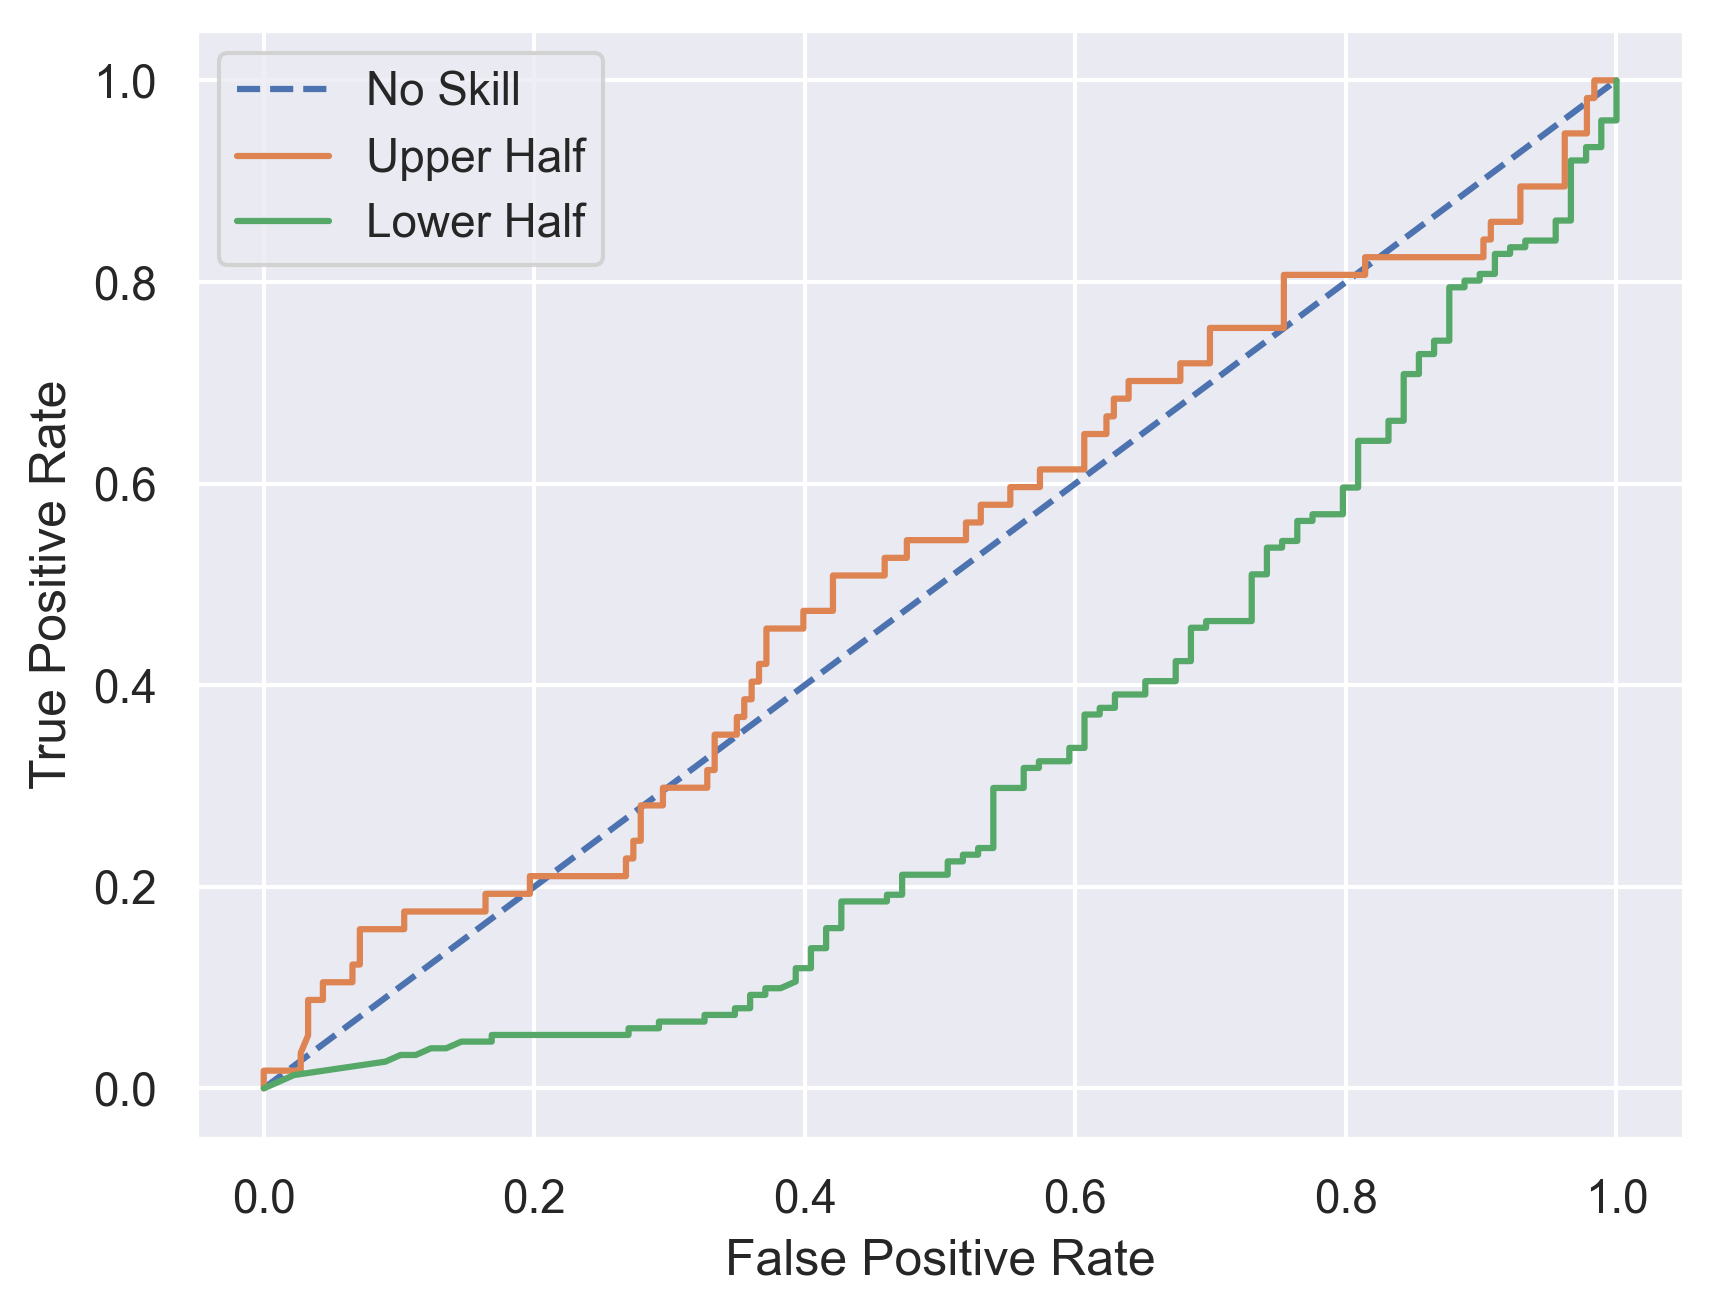 No Skill
Upper Half
Lower Half
1.0
0.8
0.6
0.4
0.2
0.0
True Positive Rate
0.0 0.2 0.4 0.6 0.8 1.0
False Positive Rate